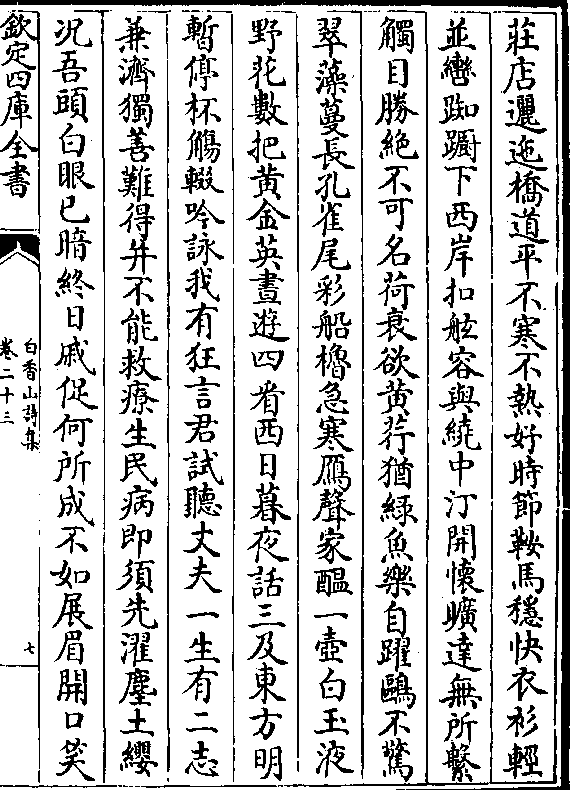 莊店邐迤橋道平不寒不熱好時節鞍馬穩快衣衫輕
並轡踟躕下西岸扣舷容與繞中汀開懷曠達無所繫
觸目勝絕不可名荷衰欲黄荇猶緑魚樂自躍鷗不驚
翠藻蔓長孔雀尾彩船櫓急寒鴈聲家醖一壺白玉液
野花數把黄金英晝遊四看西日暮夜話三及東方明
暫停杯觴輟吟詠我有狂言君試聽丈夫一生有二志
兼濟獨善難得并不能救療生民病即須先濯塵土纓
况吾頭白眼已暗終日戚促何所成不如展眉開口笑
欽定四庫全書
白香山詩集
卷二十三
七